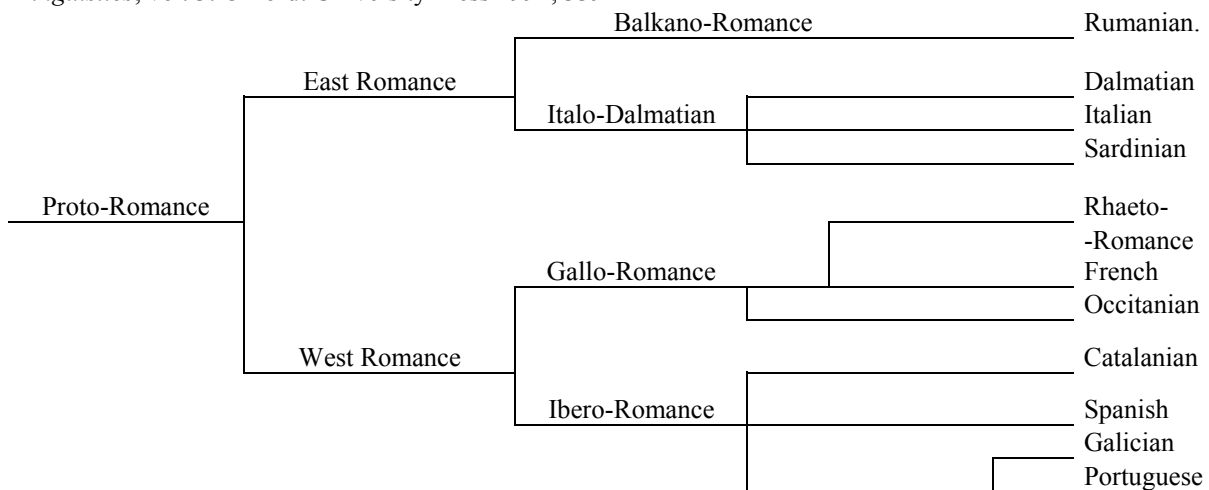 Balkano-Romance Rumanian.
East Romance Dalmatian
Italo-Dalmatian Italian
Sardinian
Proto-Romance Rhaeto-
-Romance
Gallo-Romance French
Occitanian
West Romance Catalanian
Ibero-Romance Spanish
Galician
Portuguese